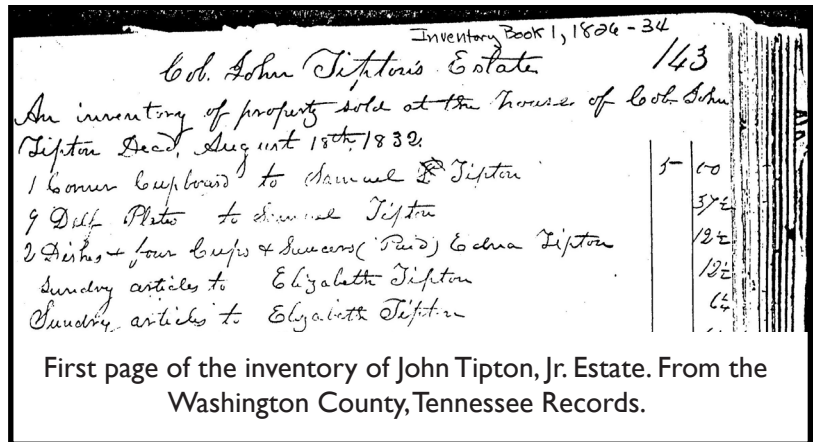 Inventory Book 1, 1826-34
143
Col. John Tipton's Estate
An inventory of property sold at the house of Col. John
Tipton Decd, August 18th, 1832.
1 Corner Cupboard to Samuel Tipton 5- 00
9 Delf Plates to Samuel Tipton 37½
2 Dishes + four Cups & Saucers (Paid) Edna Tipton 12½
Sundry articles to Elizabeth Tipton 12½
Sundry articles to Elizabeth Tipton 6¼
First page of the inventory of John Tipton, Jr. Estate. From the
Washington County, Tennessee Records.